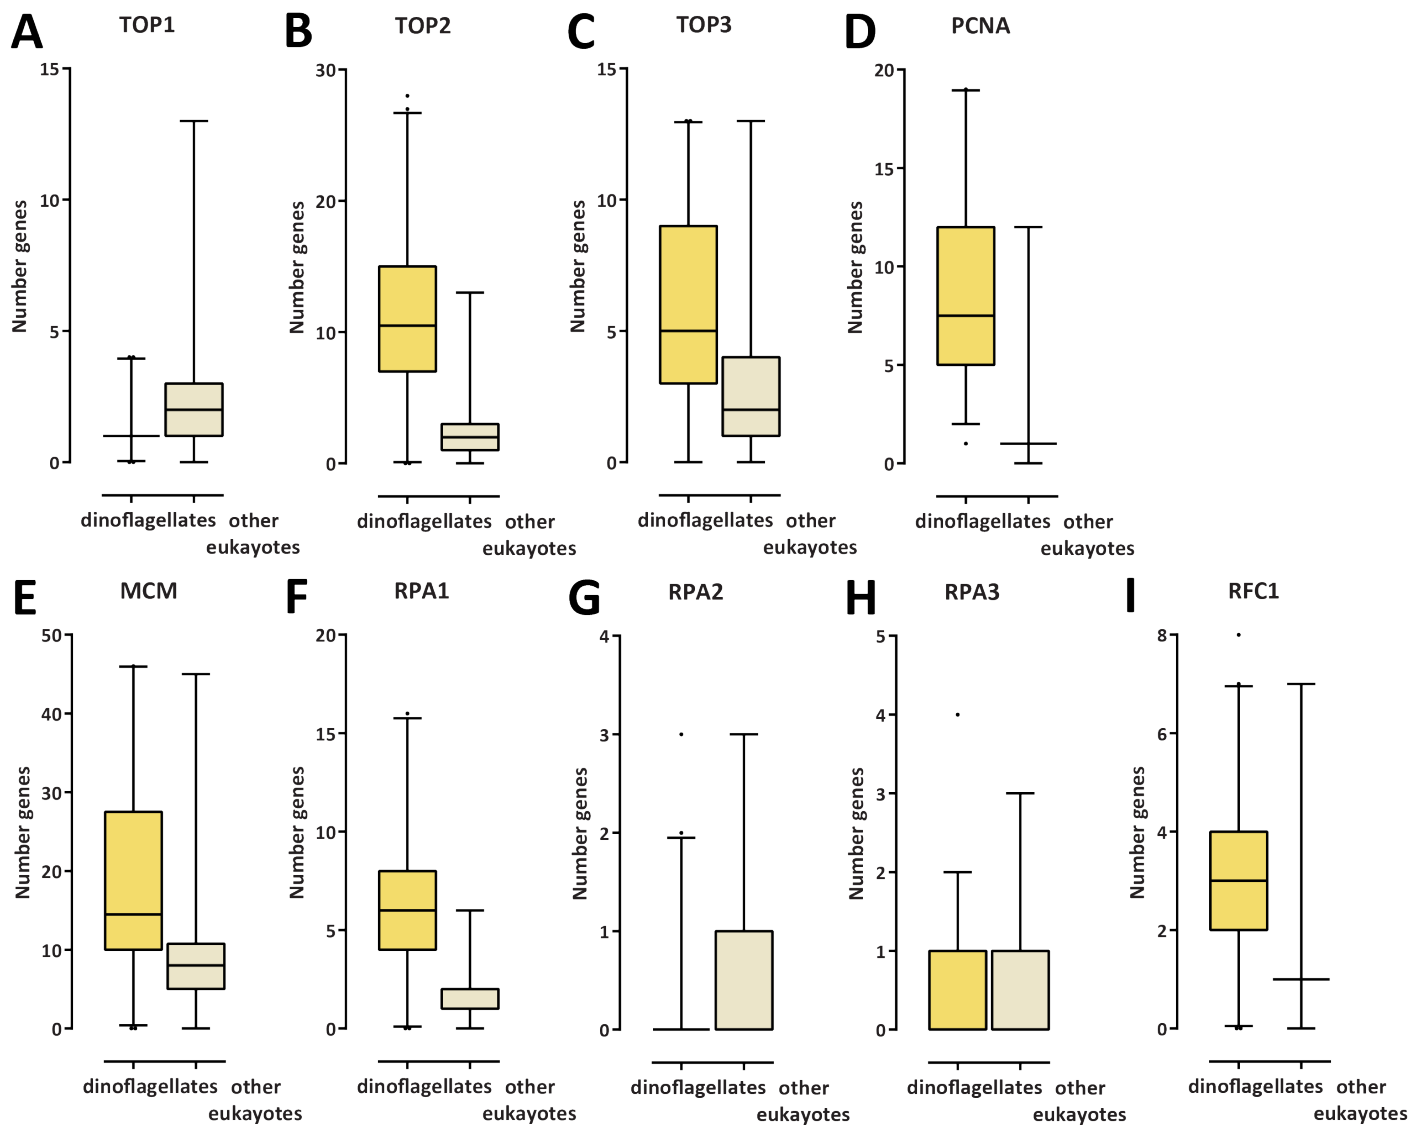 A TOP1
B TOP2
C TOP3
D PCNA
15
10
5
0
Number genes
dinoflagellates other
eukayotes
30
20
10
0
Number genes
dinoflagellates other
eukayotes
15
10
5
0
Number genes
dinoflagellates other
eukayotes
20
15
10
5
0
Number genes
dinoflagellates other
eukayotes
E MCM
F RPA1
G RPA2
H RPA3
I RFC1
50
40
30
20
10
0
Number genes
dinoflagellates other
eukayotes
20
15
10
5
0
Number genes
dinoflagellates other
eukayotes
4
3
2
1
0
Number genes
dinoflagellates other
eukayotes
5
4
3
2
1
0
Number genes
dinoflagellates other
eukayotes
8
6
4
2
0
Number genes
dinoflagellates other
eukayotes